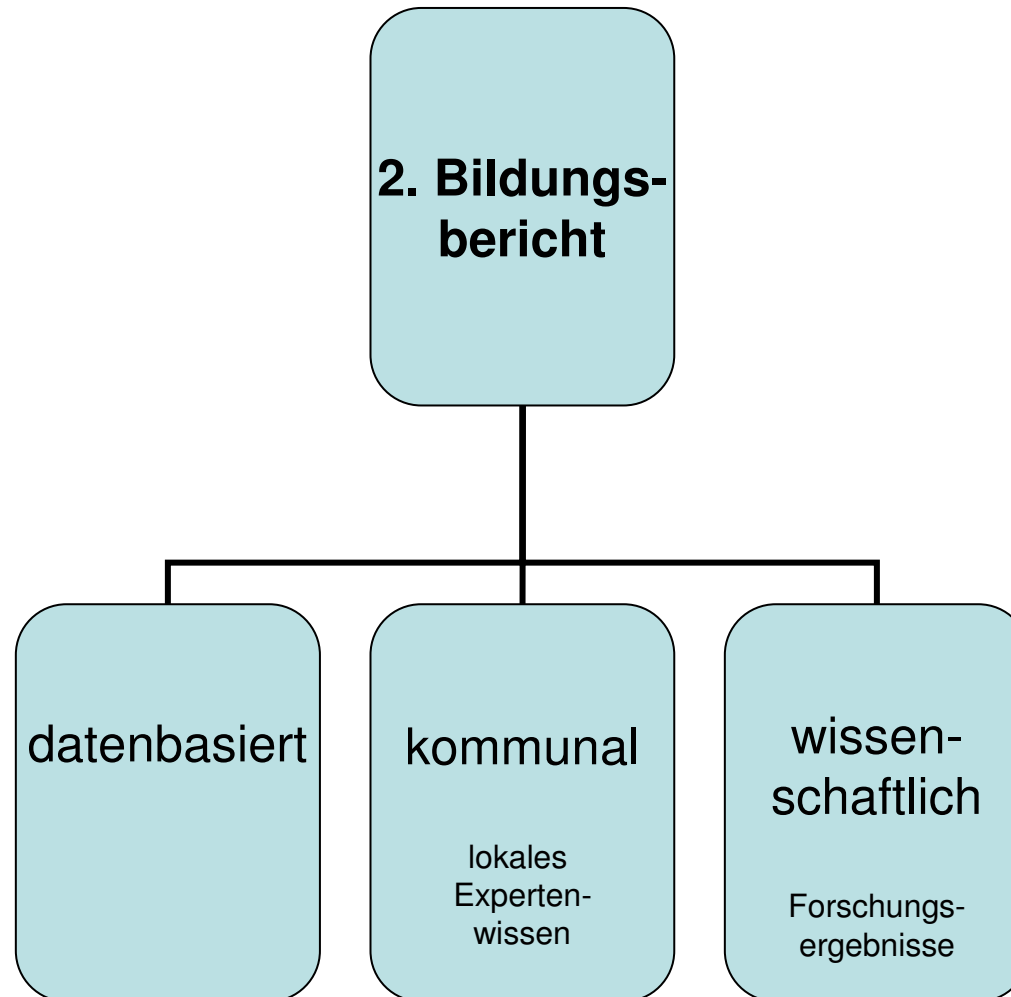 2. Bildungs-
bericht
datenbasiert
kommunal
lokales
Experten-
wissen
wissen-
schaftlich
Forschungs-
ergebnisse